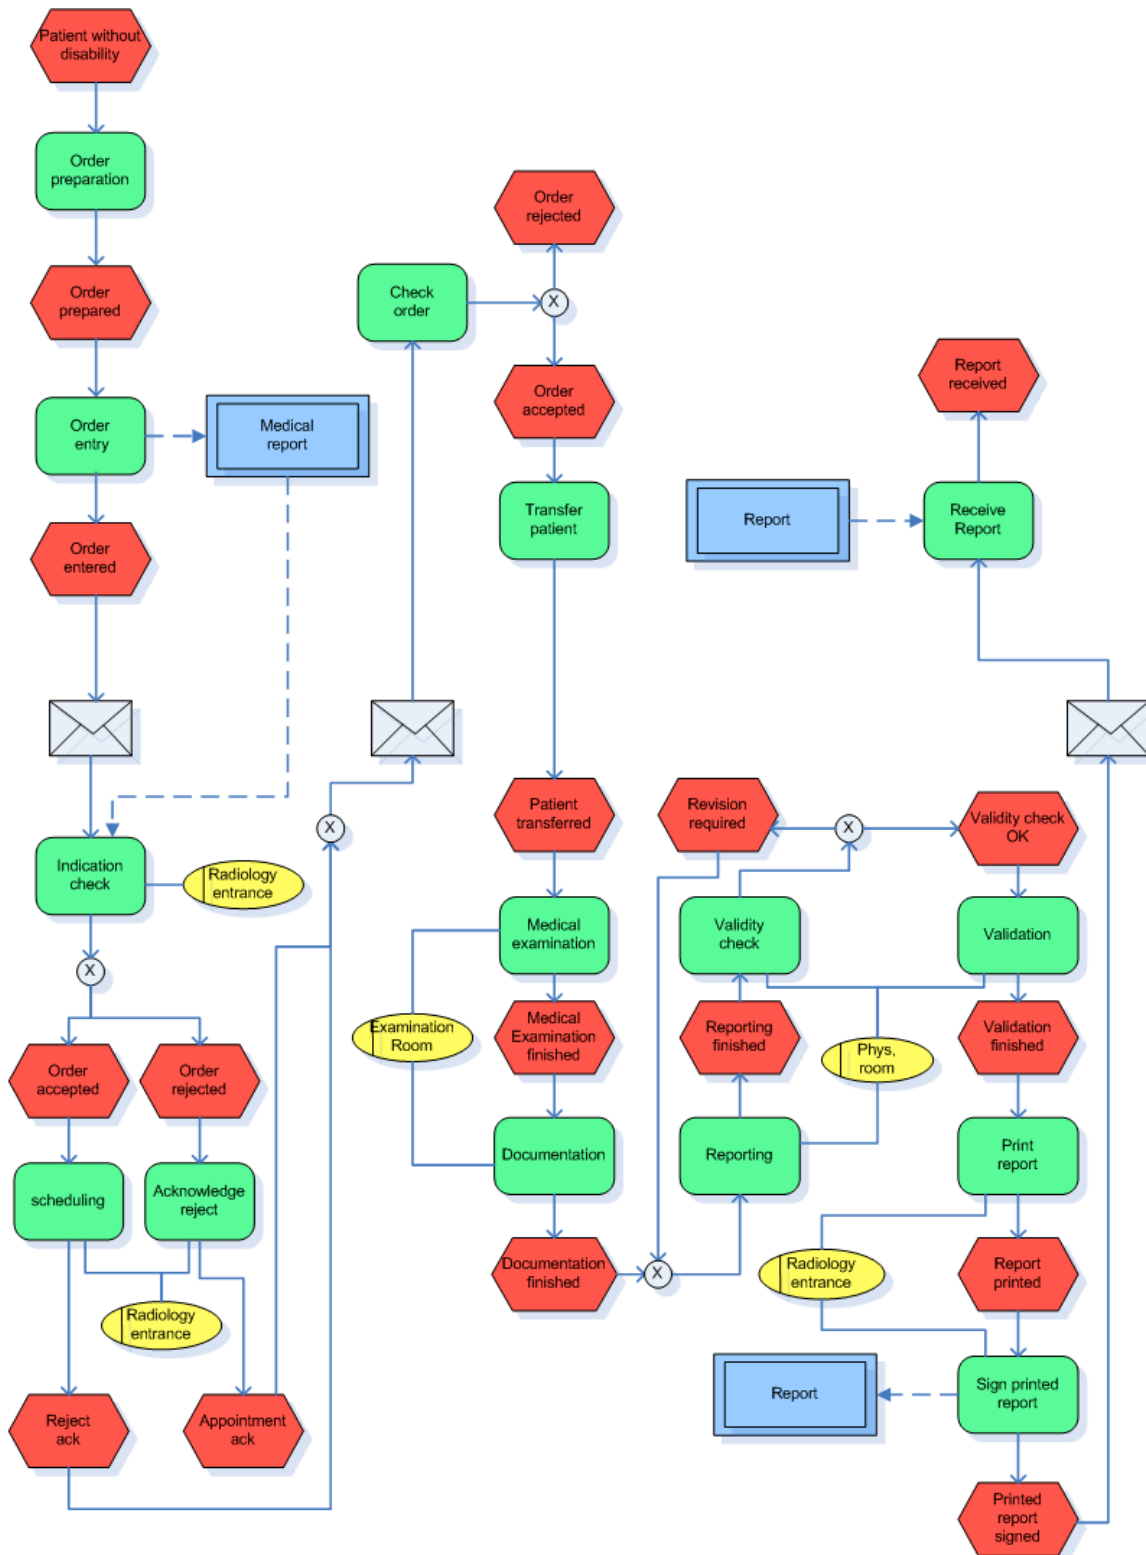 Patient without
disability
Order
preparation
Order
prepared
Order
entry
Medical
report
Order
entered
Indication
check
Radiology
entrance
X
Order
accepted
Order
rejected
scheduling
Acknowledge
reject
Radiology
entrance
Reject
ack
Appointment
ack
X
Check
order
X
Order
rejected
Order
accepted
Transfer
patient
Patient
transferred
Medical
examination
Examination
Room
Medical
Examination
finished
Documentation
Documentation
finished
X
Reporting
Reporting
finished
Validity
check
Phys,
room
X
Revision
required
Validity check
OK
Validation
Validation
finished
Print
report
Radiology
entrance
Report
printed
Sign printed
report
Report
Printed
report
signed
Report
Receive
Report
Report
received